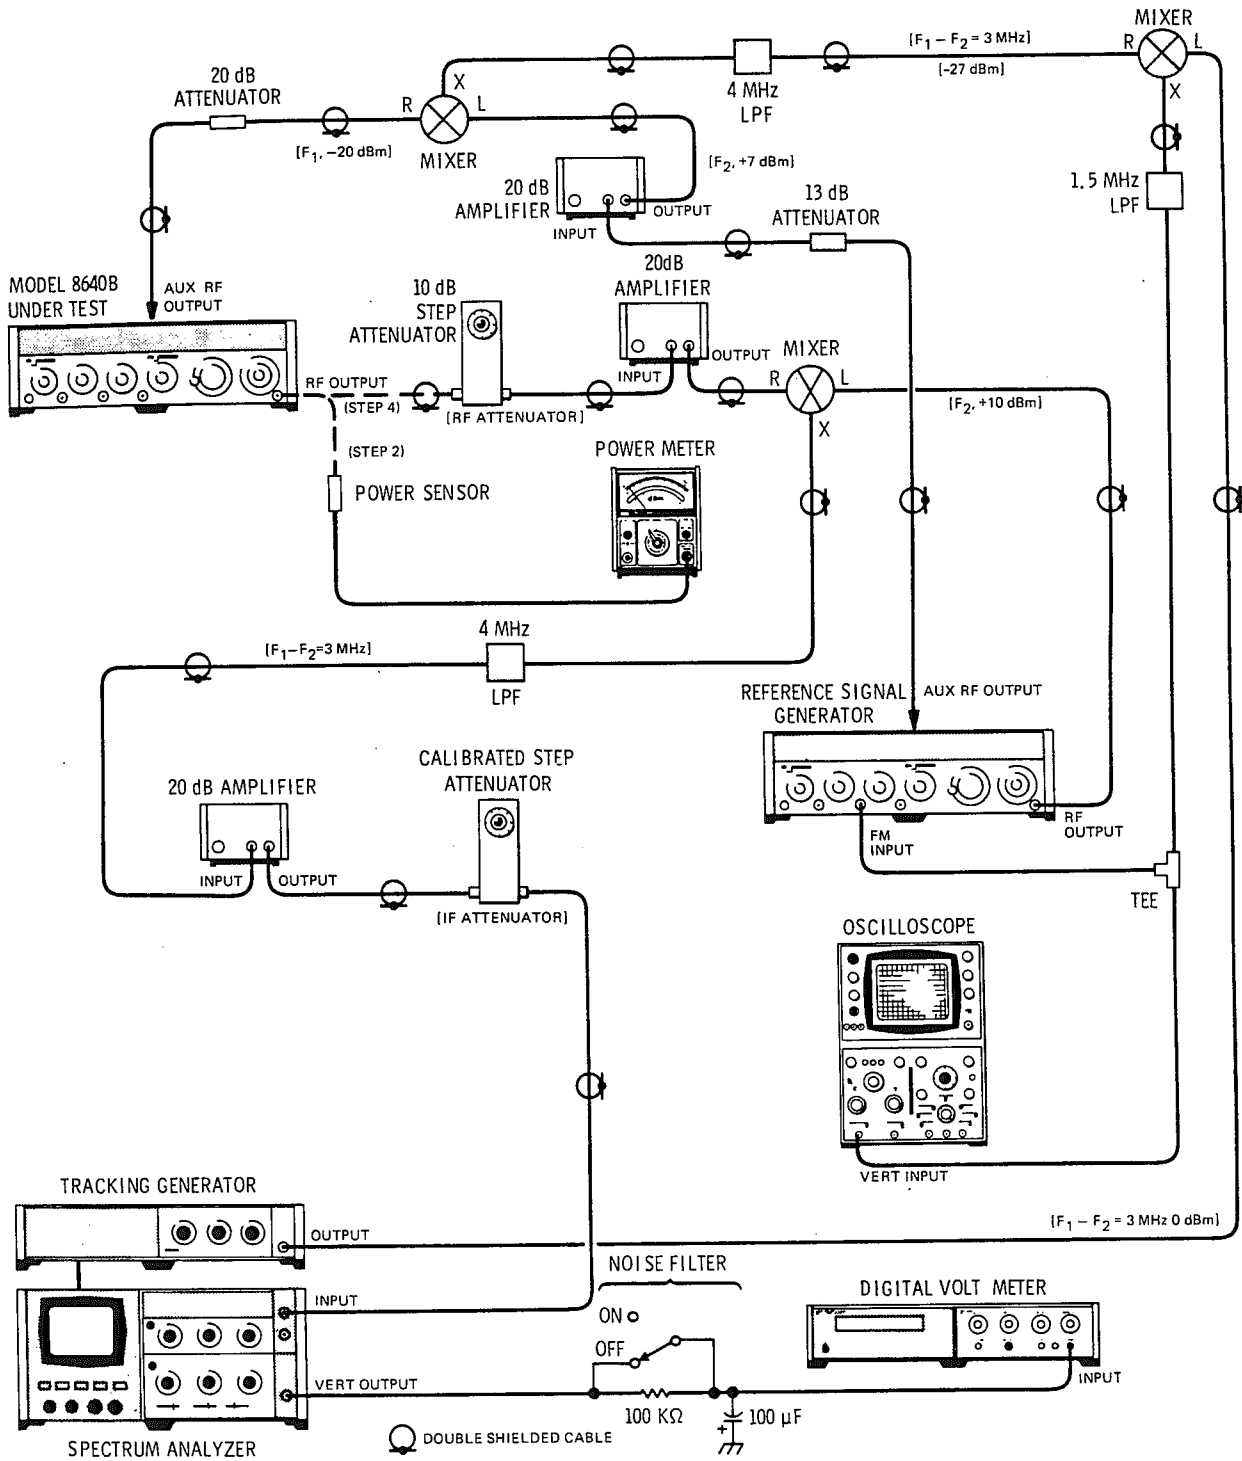 MIXER
R
L
X
[F1 – F2 = 3 MHz]
[-27 dBm]
4 MHz
LPF
20 dB
ATTENUATOR
R
X
L
MIXER
[F1, –20 dBm]
[F2, +7 dBm]
20 dB
AMPLIFIER
OUTPUT
INPUT
13 dB
ATTENUATOR
1.5 MHz
LPF
MODEL 8640B
UNDER TEST
AUX RF
OUTPUT
10 dB
STEP
ATTENUATOR
20dB
AMPLIFIER
OUTPUT
INPUT
MIXER
R
L
X
RF OUTPUT
(STEP 4)
[RF ATTENUATOR]
[F2, +10 dBm]
(STEP 2)
POWER SENSOR
POWER METER
dBm
[F1–F2=3 MHz]
4 MHz
LPF
REFERENCE SIGNAL
GENERATOR
AUX RF OUTPUT
FM
INPUT
RF
OUTPUT
20 dB AMPLIFIER
INPUT
OUTPUT
CALIBRATED STEP
ATTENUATOR
[IF ATTENUATOR]
TEE
OSCILLOSCOPE
VERT INPUT
TRACKING GENERATOR
OUTPUT
[F1 – F2 = 3 MHz 0 dBm]
INPUT
VERT OUTPUT
NOISE FILTER
ON
OFF
100 KΩ
+
100 µF
DIGITAL VOLT METER
INPUT
SPECTRUM ANALYZER
DOUBLE SHIELDED CABLE